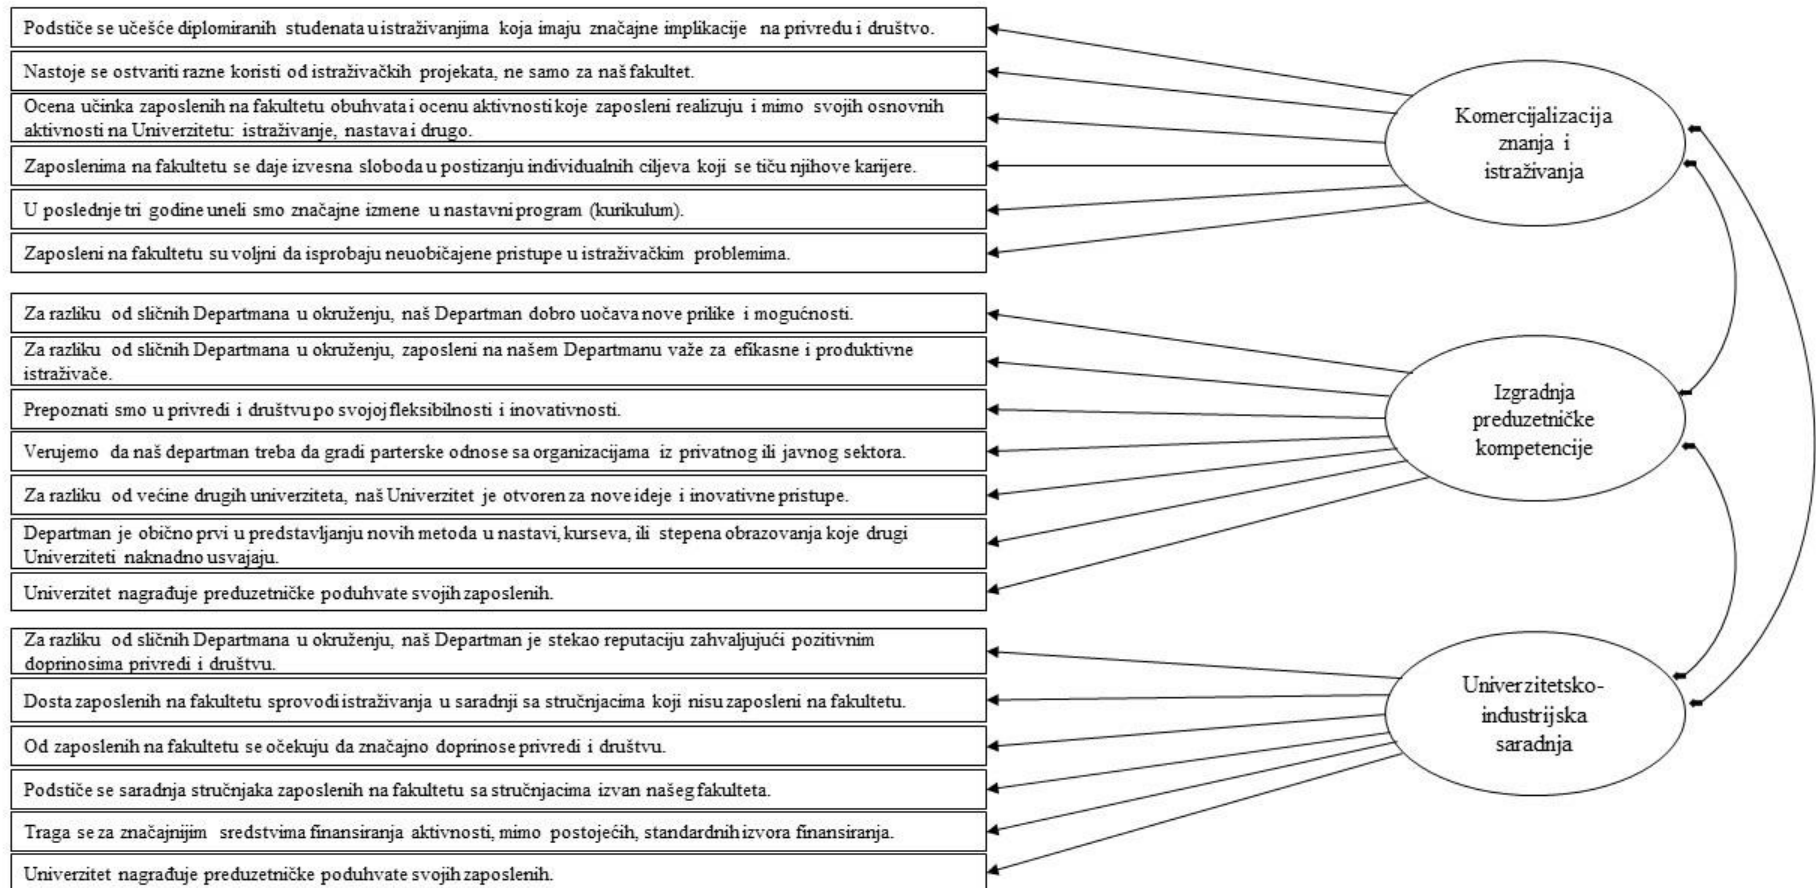 Podstiče se učešće diplomiranih studenata u istraživanjima koja imaju značajne implikacije na privredu i društvo.
Nastoje se ostvariti razne koristi od istraživačkih projekata, ne samo za naš fakultet.
Ocena učinka zaposlenih na fakultetu obuhvata i ocenu aktivnosti koje zaposleni realizuju i mimo svojih osnovnih
aktivnosti na Univerzitetu: istraživanje, nastava i drugo.
Zaposlenima na fakultetu se daje izvesna sloboda u postizanju individualnih ciljeva koji se tiču njihove karijere.
U poslednje tri godine uneli smo značajne izmene u nastavni program (kurikulum).
Zaposleni na fakultetu su voljni da isprobaju neuobičajene pristupe u istraživačkim problemima.
Komercijalizacija
znanja i
istraživanja
Za razliku od sličnih Departmana u okruženju, naš Departman dobro uočava nove prilike i mogućnosti.
Za razliku od sličnih Departmana u okruženju, zaposleni na našem Departmanu važe za efikasne i produktivne
istraživače.
Prepoznati smo u privredi i društvu po svojoj fleksibilnosti i inovativnosti.
Verujemo da naš departman treba da gradi parterske odnose sa organizacijama iz privatnog ili javnog sektora.
Za razliku od većine drugih univerziteta, naš Univerzitet je otvoren za nove ideje i inovativne pristupe.
Departman je obično prvi u predstavljanju novih metoda u nastavi, kurseva, ili stepena obrazovanja koje drugi
Univerziteti naknadno usvajaju.
Univerzitet nagrađuje preduzetničke poduhvate svojih zaposlenih.
Izgradnja
preduzetničke
kompetencije
Za razliku od sličnih Departmana u okruženju, naš Departman je stekao reputaciju zahvaljujući pozitivnim
doprinosima privredi i društvu.
Dosta zaposlenih na fakultetu sprovodi istraživanja u saradnji sa stručnjacima koji nisu zaposleni na fakultetu.
Od zaposlenih na fakultetu se očekuju da značajno doprinose privredi i društvu.
Podstiče se saradnja stručnjaka zaposlenih na fakultetu sa stručnjacima izvan našeg fakulteta.
Traga se za značajnijim sredstvima finansiranja aktivnosti, mimo postojećih, standardnih izvora finansiranja.
Univerzitet nagrađuje preduzetničke poduhvate svojih zaposlenih.
Univerzitetsko-
industrijska
saradnja